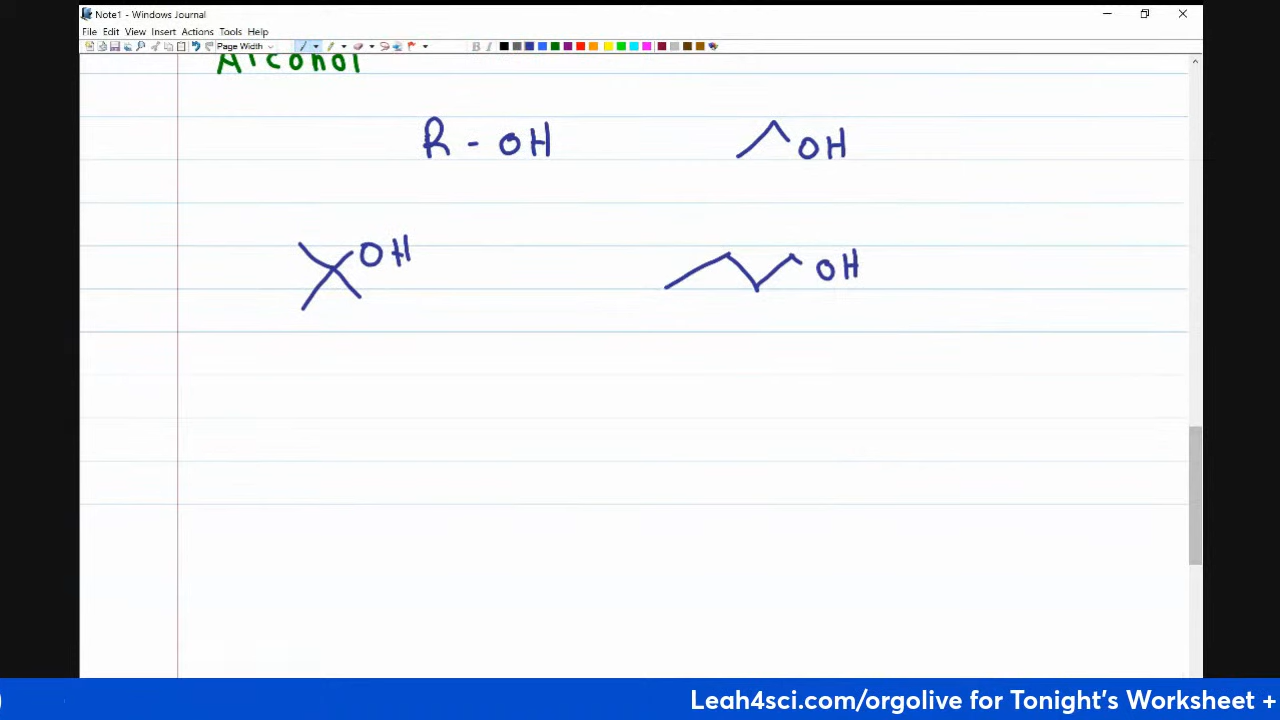 Note1 - Windows Journal
File Edit View Insert Actions Tools Help
Page Width
B I
Alcohol
R - OH
OH
OH
OH
Leah4sci.com/orgolive for Tonight's Worksheet +